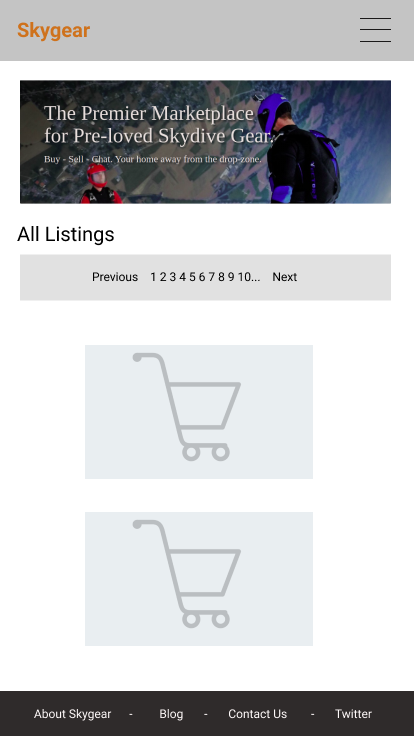 Skygear
The Premier Marketplace
for Pre-loved Skydive Gear.
Buy - Sell - Chat. Your home away from the drop-zone.
All Listings
Previous 1 2 3 4 5 6 7 8 9 10... Next
About Skygear - Blog - Contact Us - Twitter